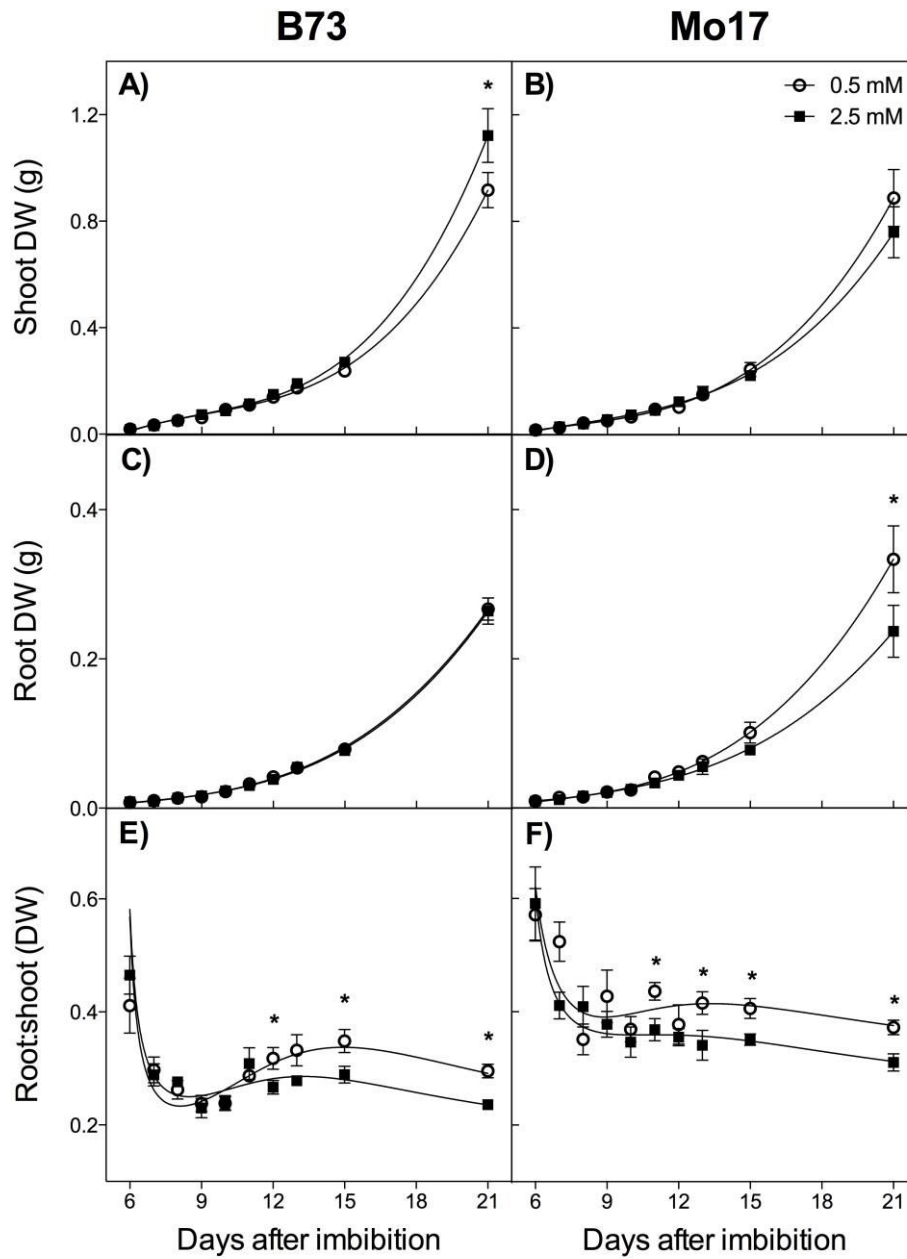 B73 Mo17
A) * B) 0.5 mM
2.5 mM
Shoot DW (g)
1.2
0.8
0.4
0.0
C) D) *
Root DW (g)
0.4
0.2
0.0
E) * * * F) * * * *
Root:shoot (DW)
0.6
0.4
0.2
6 9 12 15 18 21 6 9 12 15 18 21
Days after imbibition Days after imbibition